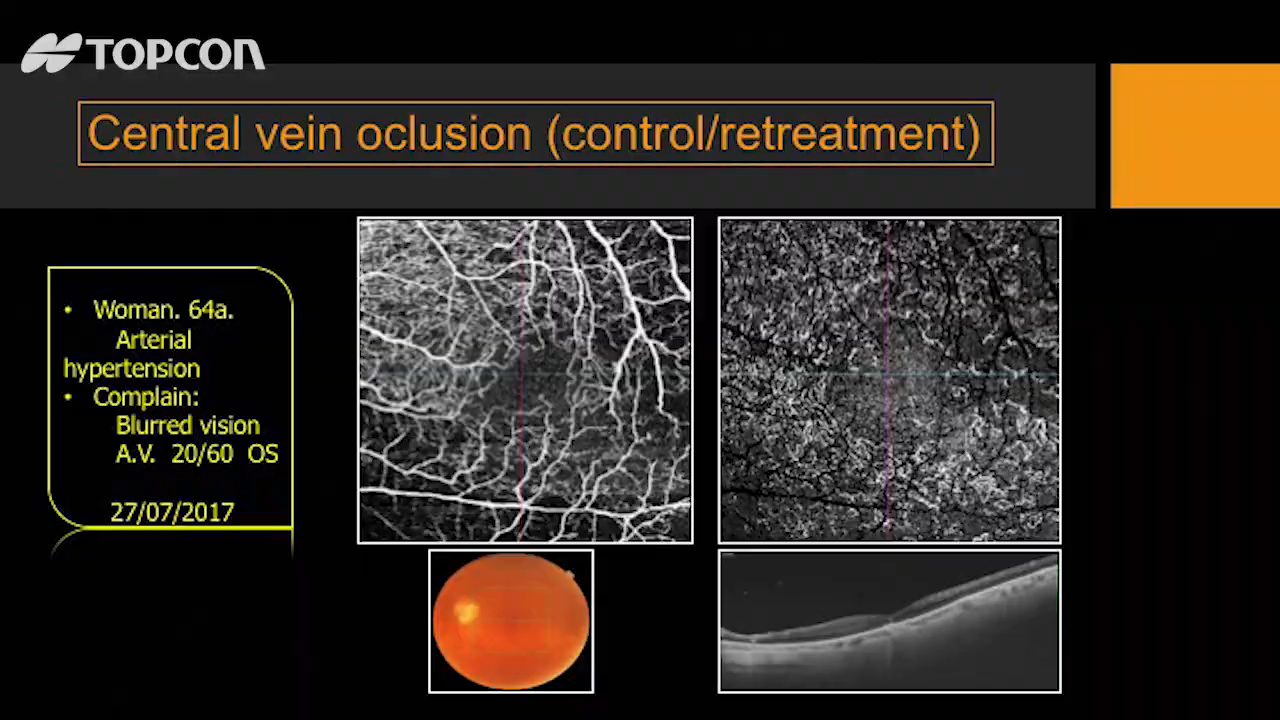 TOPCON
Central vein oclusion (control/retreatment)
• Woman. 64a.
Arterial
hypertension
• Complain:
Blurred vision
A.V. 20/60 OS
27/07/2017